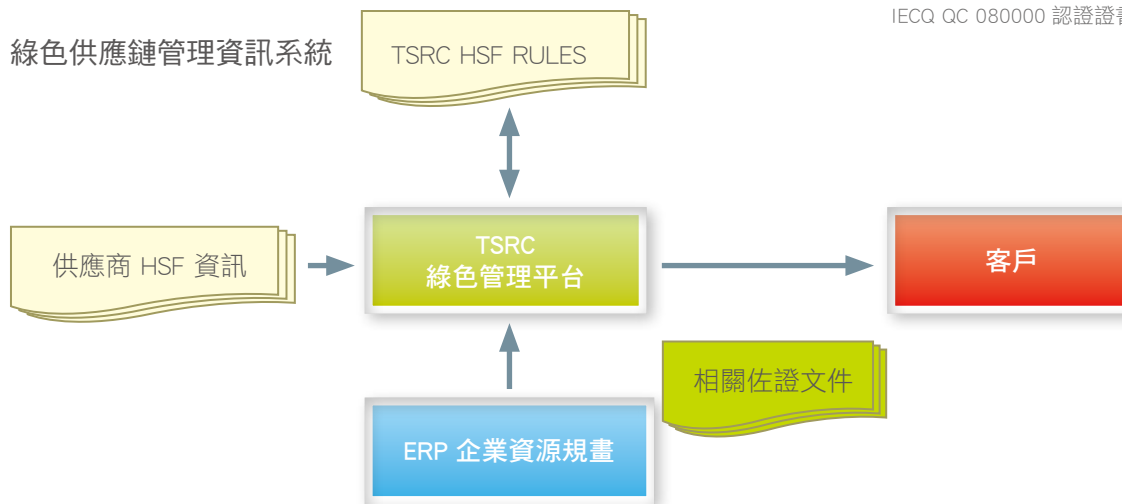 IECQ QC 080000 認證證書
綠色供應鏈管理資訊系統
TSRC HSF RULES
供應商 HSF 資訊
TSRC
綠色管理平台
客戶
相關佐證文件
ERP 企業資源規畫